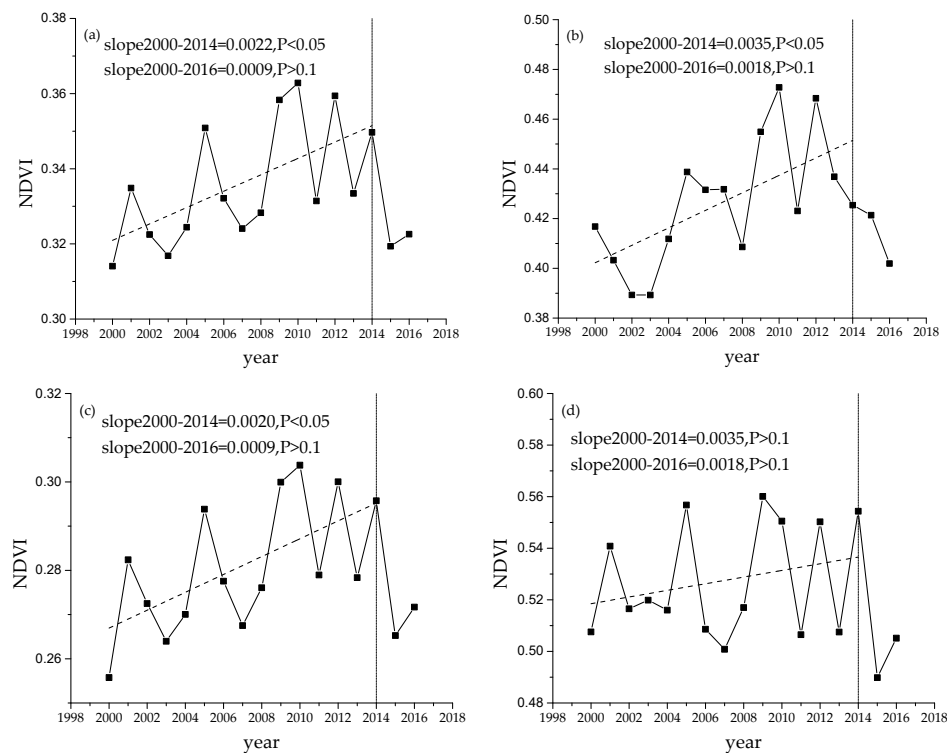 (a)
slope2000-2014=0.0022,P<0.05
slope2000-2016=0.0009,P>0.1
NDVI
0.38
0.36
0.34
0.32
0.30
1998 2000 2002 2004 2006 2008 2010 2012 2014 2016 2018
year
(b)
slope2000-2014=0.0035,P<0.05
slope2000-2016=0.0018,P>0.1
NDVI
0.50
0.48
0.46
0.44
0.42
0.40
0.38
1998 2000 2002 2004 2006 2008 2010 2012 2014 2016 2018
year
(c)
slope2000-2014=0.0020,P<0.05
slope2000-2016=0.0009,P>0.1
NDVI
0.32
0.30
0.28
0.26
1998 2000 2002 2004 2006 2008 2010 2012 2014 2016 2018
year
(d)
slope2000-2014=0.0035,P>0.1
slope2000-2016=0.0018,P>0.1
NDVI
0.60
0.58
0.56
0.54
0.52
0.50
0.48
1998 2000 2002 2004 2006 2008 2010 2012 2014 2016 2018
year